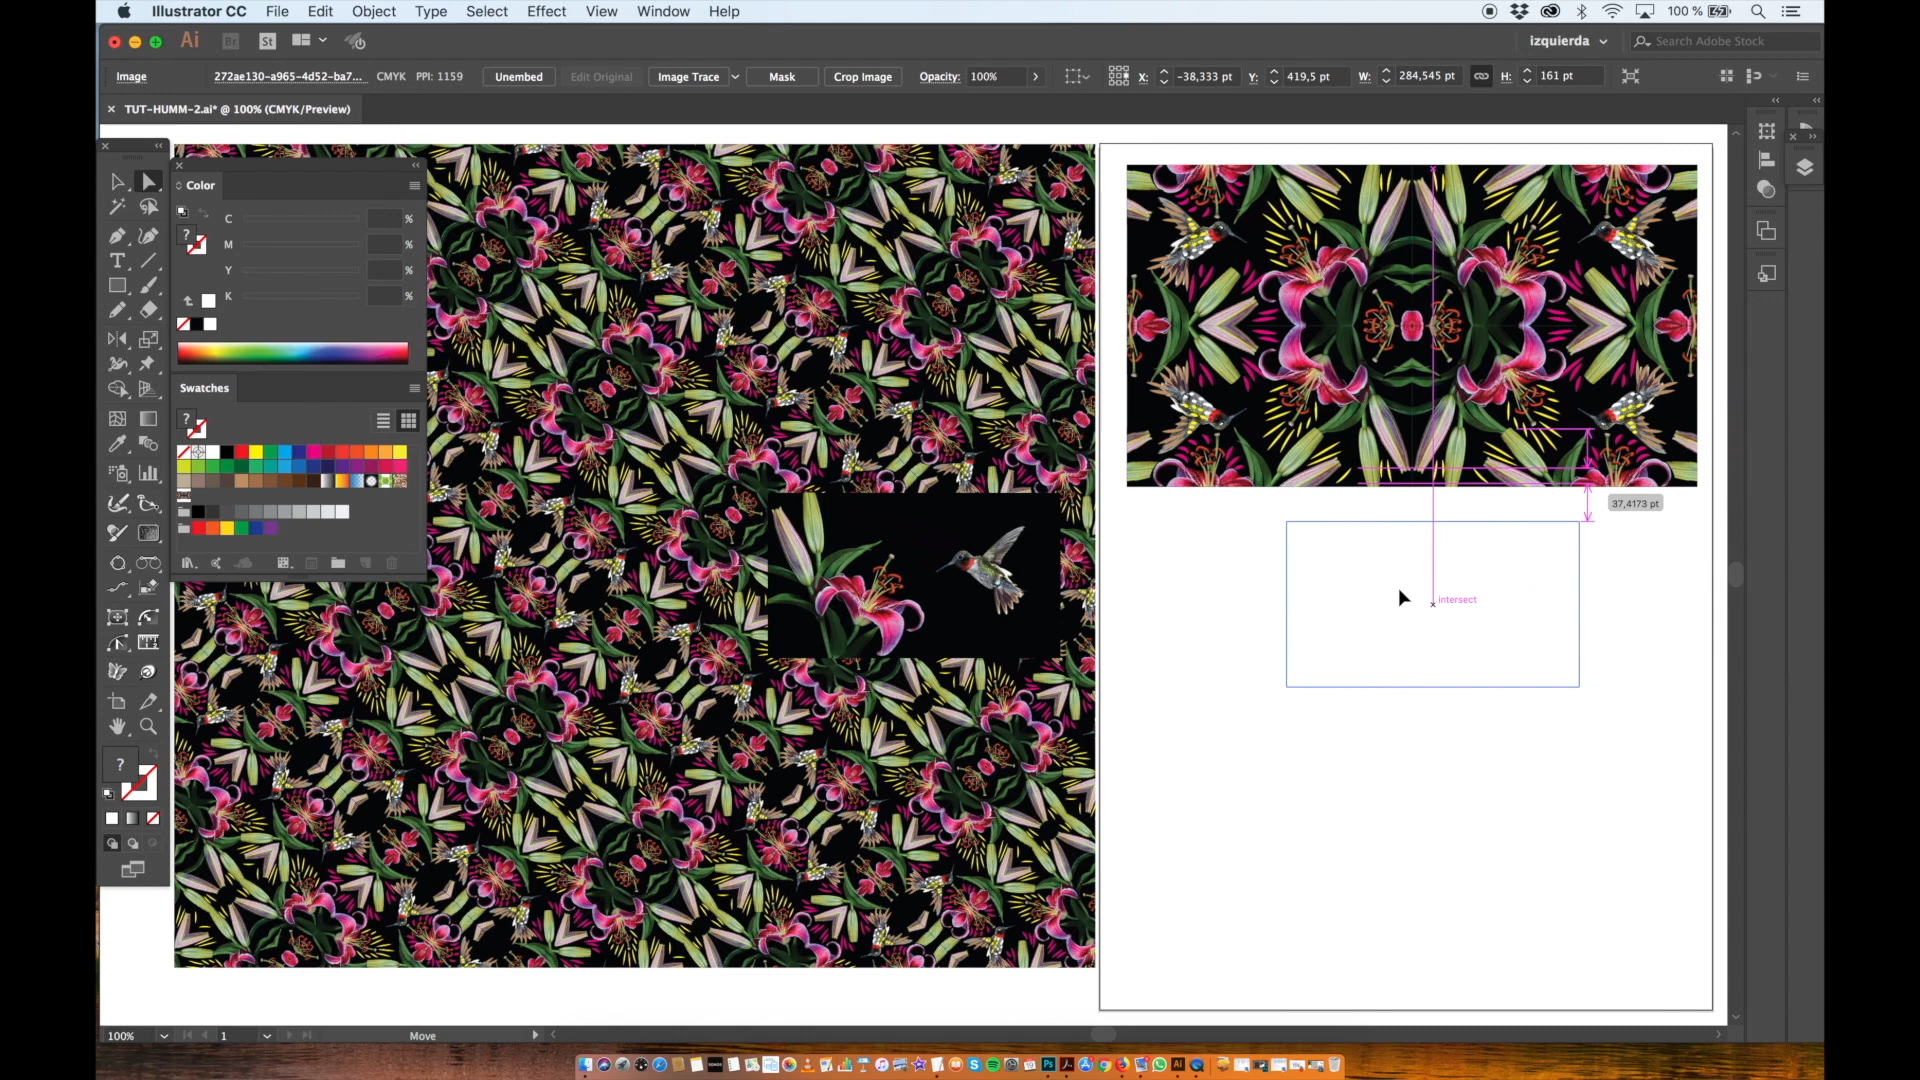 Illustrator CC File Edit Object Type Select Effect View Window Help 100 %
Ai Br St izquierda Search Adobe Stock
Image 272ae130-a965-4d52-ba7... CMYK PPI: 1159 Unembed Edit Original Image Trace Mask Crop Image Opacity: 100% X: -38,333 pt Y: 419,5 pt W: 284,545 pt H: 161 pt
TUT-HUMM-2.ai* @ 100% (CMYK/Preview)
Color
C %
? M %
Y %
K %
Swatches
?
37,4173 pt
intersect
?
100% 1 Move